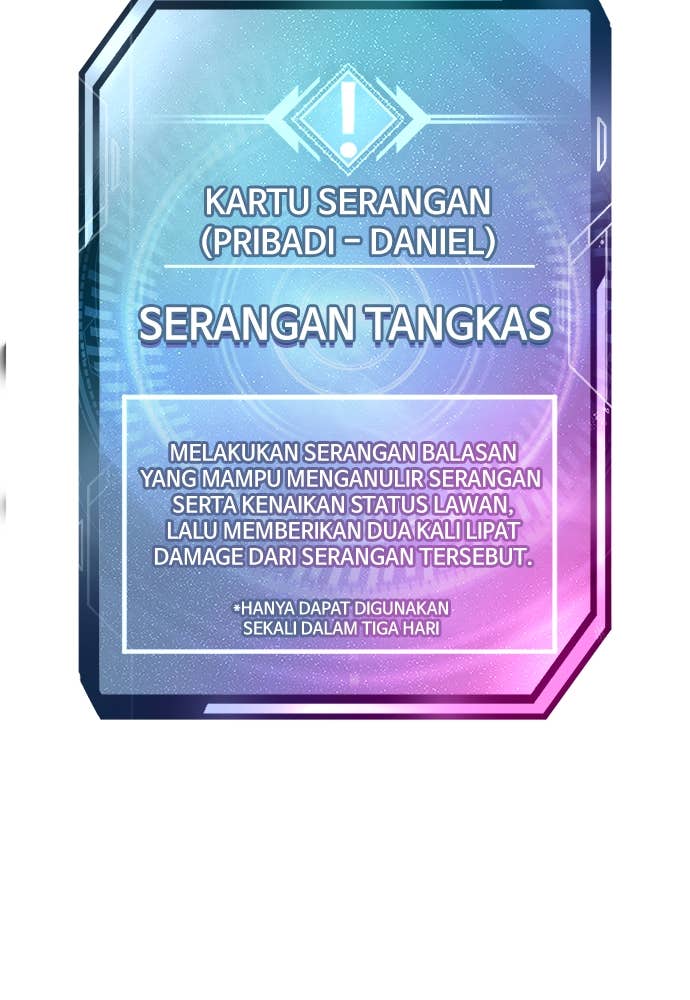 !
KARTU SERANGAN
(PRIBADI – DANIEL)
SERANGAN TANGKAS
MELAKUKAN SERANGAN BALASAN
YANG MAMPU MENGANULIR SERANGAN
SERTA KENAIKAN STATUS LAWAN,
LALU MEMBERIKAN DUA KALI LIPAT
DAMAGE DARI SERANGAN TERSEBUT.
*HANYA DAPAT DIGUNAKAN
SEKALI DALAM TIGA HARI